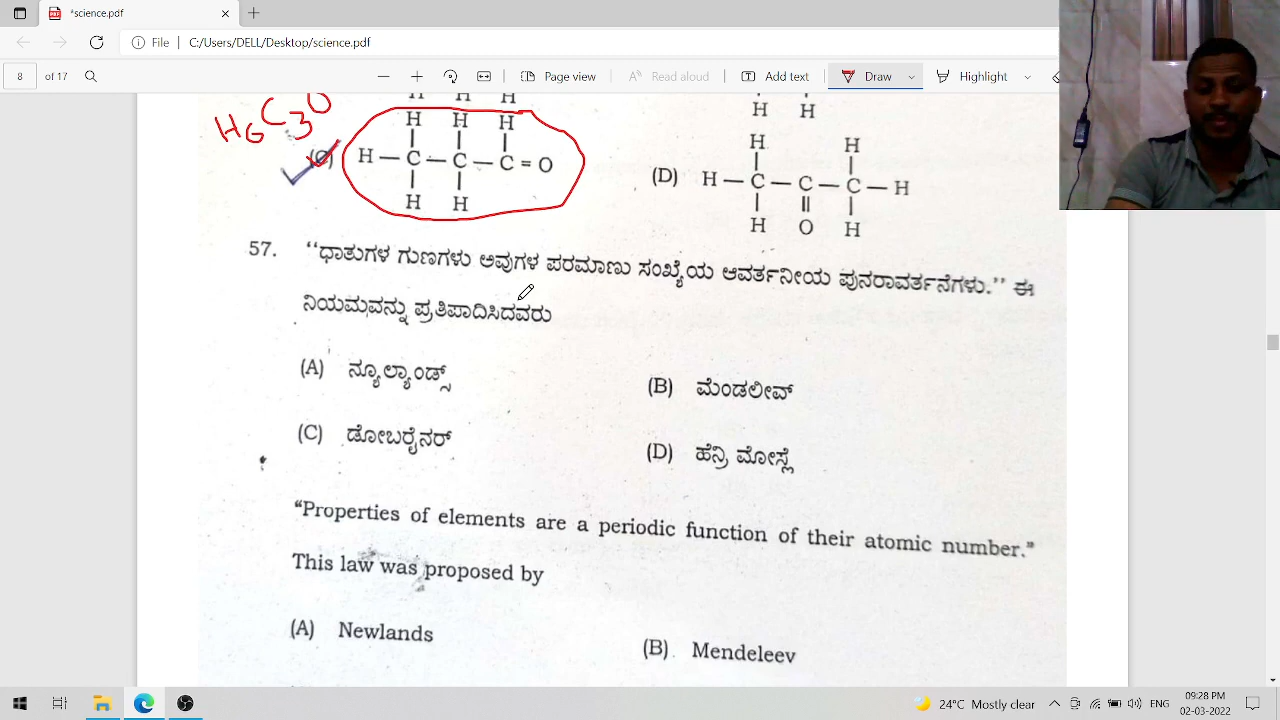 *science.pdf
File
C:/Users/DELL/Desktop/science.pdf
8 of 17
Page view
Read aloud
Add text
Draw
Highlight
H H H
H H
H6C3O
H H H
(C) H — C — C — C = O
H H
H H
(D) H — C — C — C — H
H O H
57. ‘‘ಧಾತುಗಳ ಗುಣಗಳು ಅವುಗಳ ಪರಮಾಣು ಸಂಖ್ಯೆಯ ಆವರ್ತನೀಯ ಪುನರಾವರ್ತನೆಗಳು.’’ ಈ
ನಿಯಮವನ್ನು ಪ್ರತಿಪಾದಿಸಿದವರು
(A) ನ್ಯೂಲ್ಯಾಂಡ್ಸ್
(B) ಮೆಂಡಲೀವ್
(C) ಡೋಬರೈನರ್
(D) ಹೆನ್ರಿ ಮೋಸ್ಲೆ
“Properties of elements are a periodic function of their atomic number.”
This law was proposed by
(A) Newlands
(B) Mendeleev
24°C Mostly clear
ENG
09:28 PM
02-03-2022